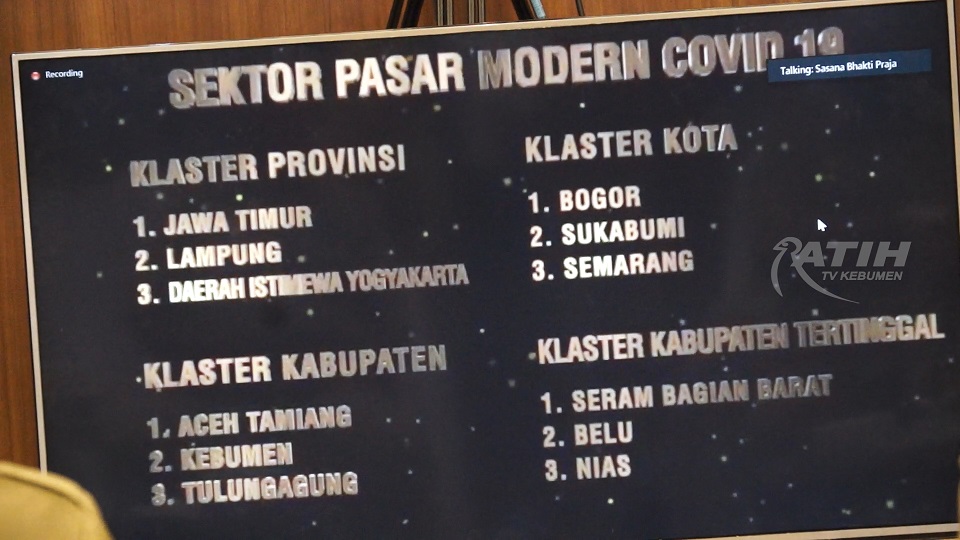 Recording
SEKTOR PASAR MODERN COVID 19
Talking: Sasana Bhakti Praja
KLASTER PROVINSI
1. JAWA TIMUR
2. LAMPUNG
3. DAERAH ISTIMEWA YOGYAKARTA
KLASTER KOTA
1. BOGOR
2. SUKABUMI
3. SEMARANG
RATIH
TV KEBUMEN
KLASTER KABUPATEN
1. ACEH TAMIANG
2. KEBUMEN
3. TULUNGAGUNG
KLASTER KABUPATEN TERTINGGAL
1. SERAM BAGIAN BARAT
2. BELU
3. NIAS